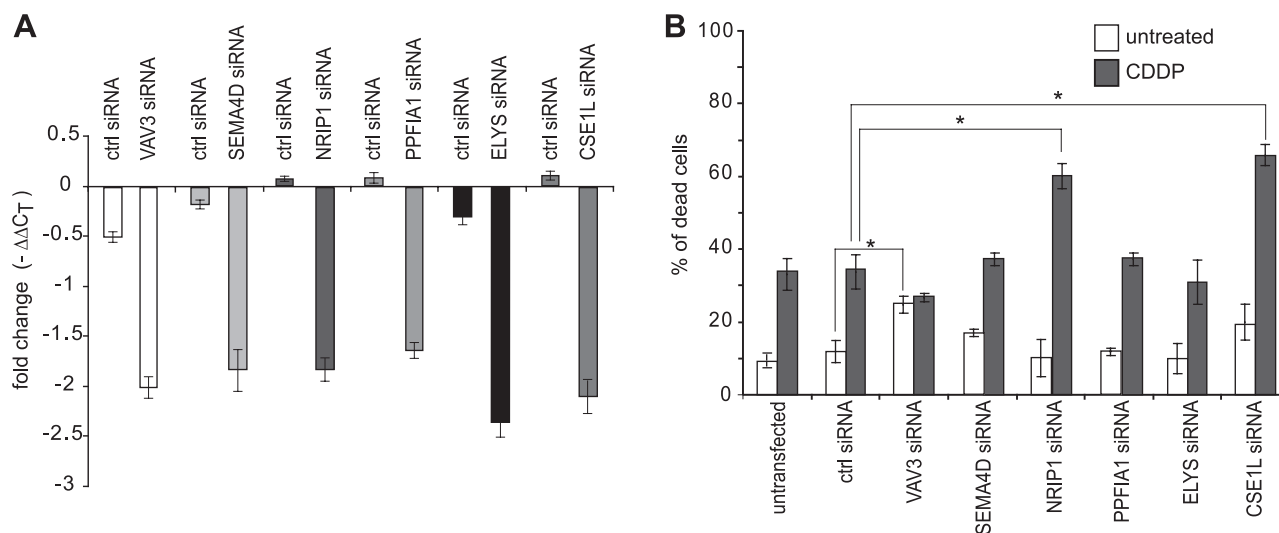 A
ctrl siRNA
VAV3 siRNA
ctrl siRNA
SEMA4D siRNA
ctrl siRNA
NRIP1 siRNA
ctrl siRNA
PPFIA1 siRNA
ctrl siRNA
ELYS siRNA
ctrl siRNA
CSE1L siRNA
fold change (- ΔΔCT)
0.5
0
-0.5
-1
-1.5
-2
-2.5
-3
B
untreated
CDDP
% of dead cells
100
80
60
40
20
0
*
*
*
untransfected
ctrl siRNA
VAV3 siRNA
SEMA4D siRNA
NRIP1 siRNA
PPFIA1 siRNA
ELYS siRNA
CSE1L siRNA